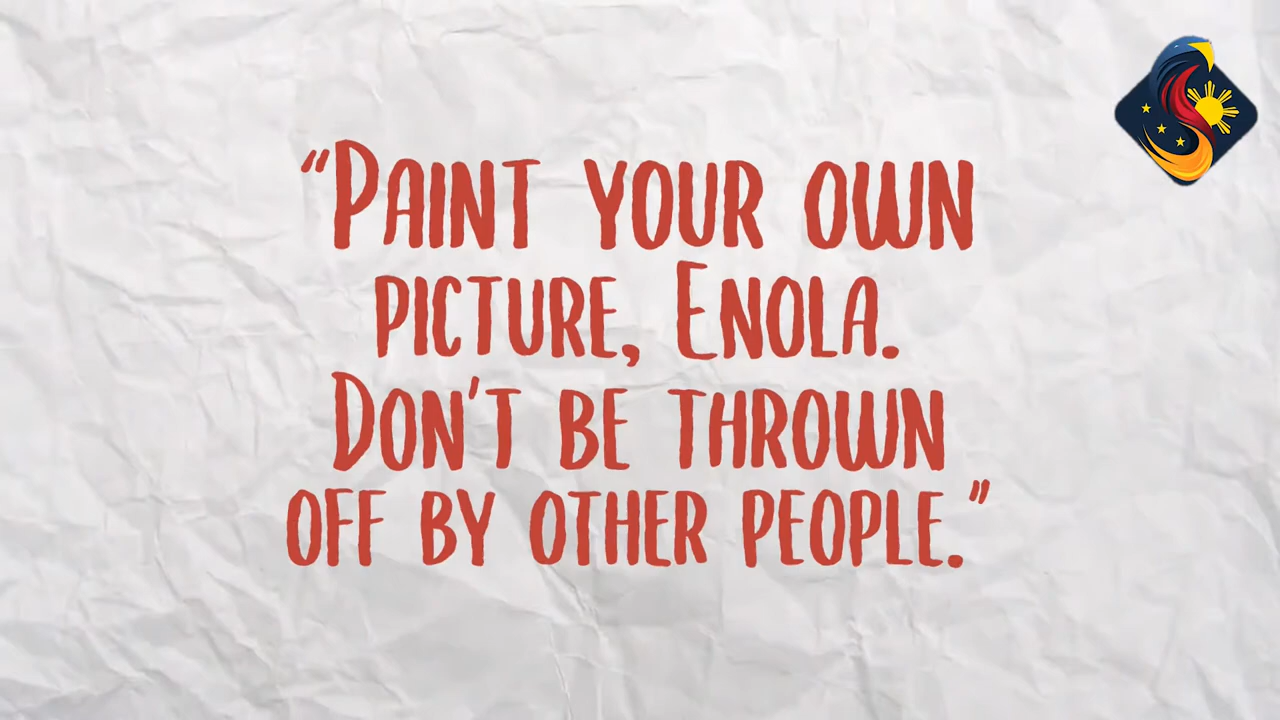 “Paint your own
picture, Enola.
Don't be thrown
off by other people.”